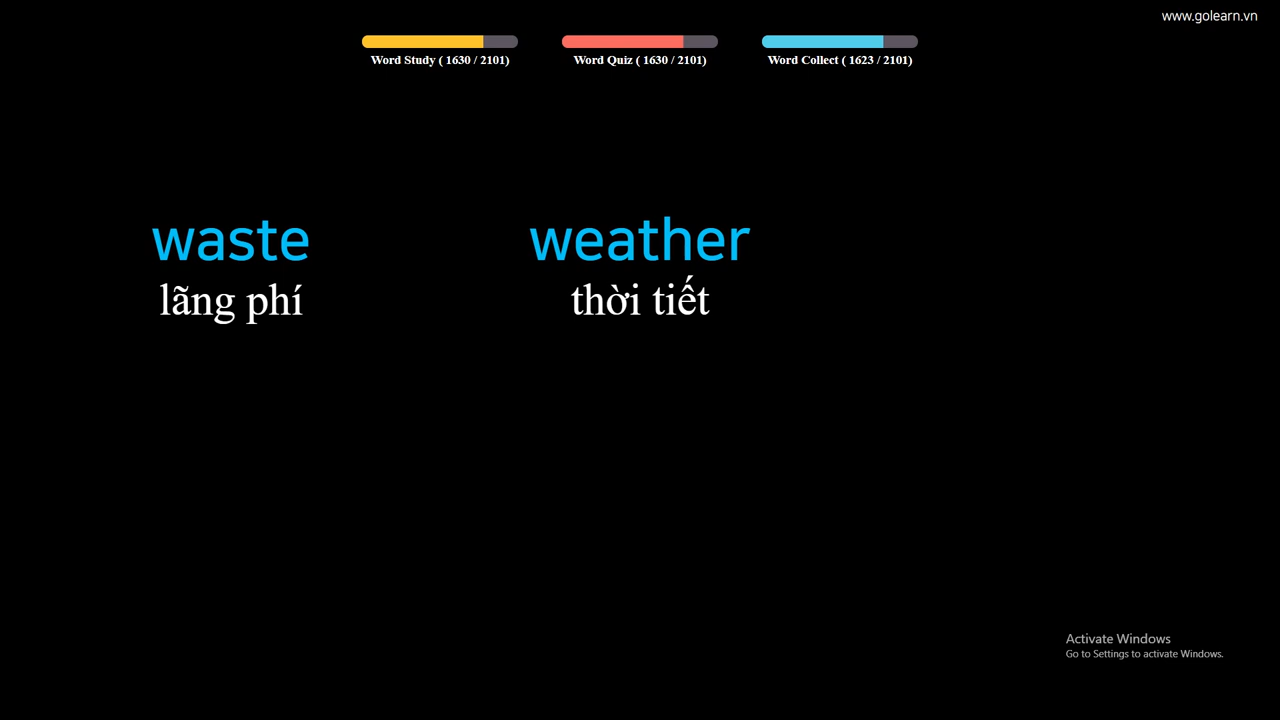 www.golearn.vn
Word Study ( 1630 / 2101)
Word Quiz ( 1630 / 2101)
Word Collect ( 1623 / 2101)
waste
lãng phí
weather
thời tiết
Activate Windows
Go to Settings to activate Windows.